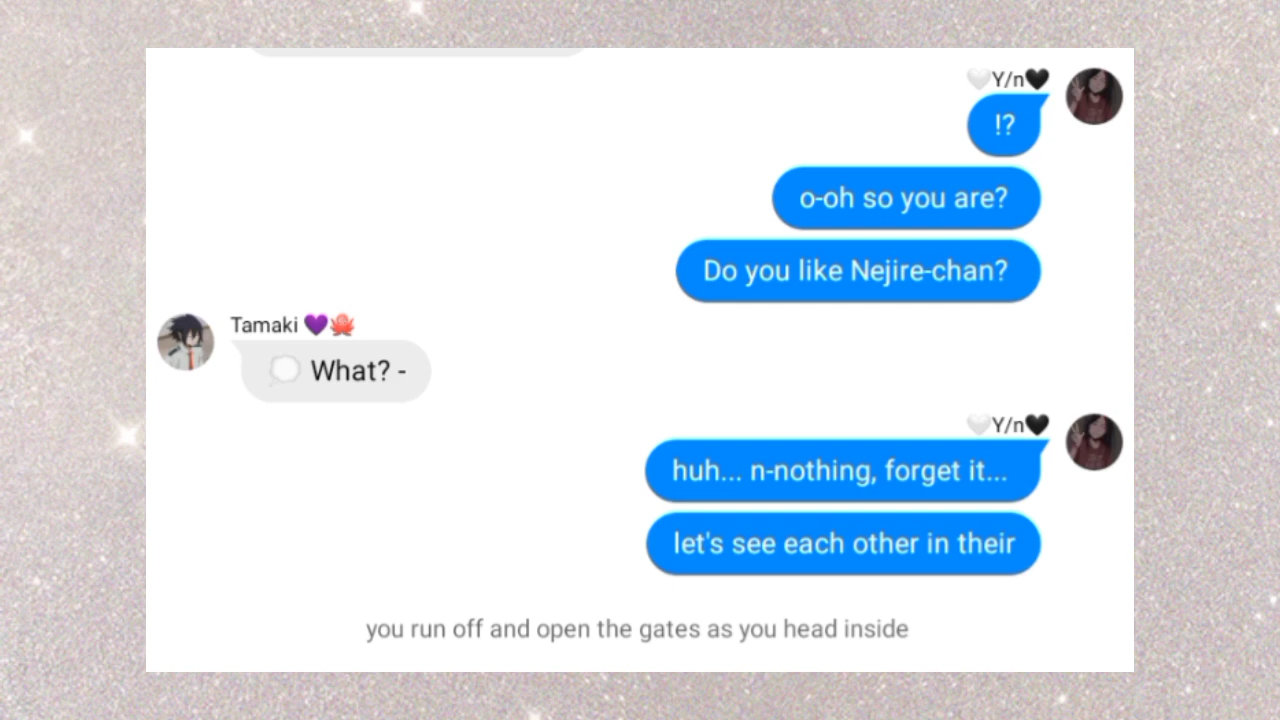 🤍Y/n🖤
!?
o-oh so you are?
Do you like Nejire-chan?
Tamaki 💜🐙
💭 What? -
🤍Y/n🖤
huh... n-nothing, forget it...
let's see each other in their
you run off and open the gates as you head inside